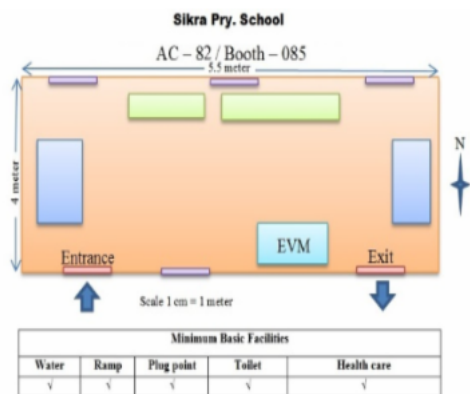 Sikra Pry. School
AC – 82 / Booth – 085
5.5 meter
4 meter
N
Entrance
EVM
Exit
Scale 1 cm = 1 meter
Minimum Basic Facilities
Water Ramp Plug point Toilet Health care
√ √ √ √ √